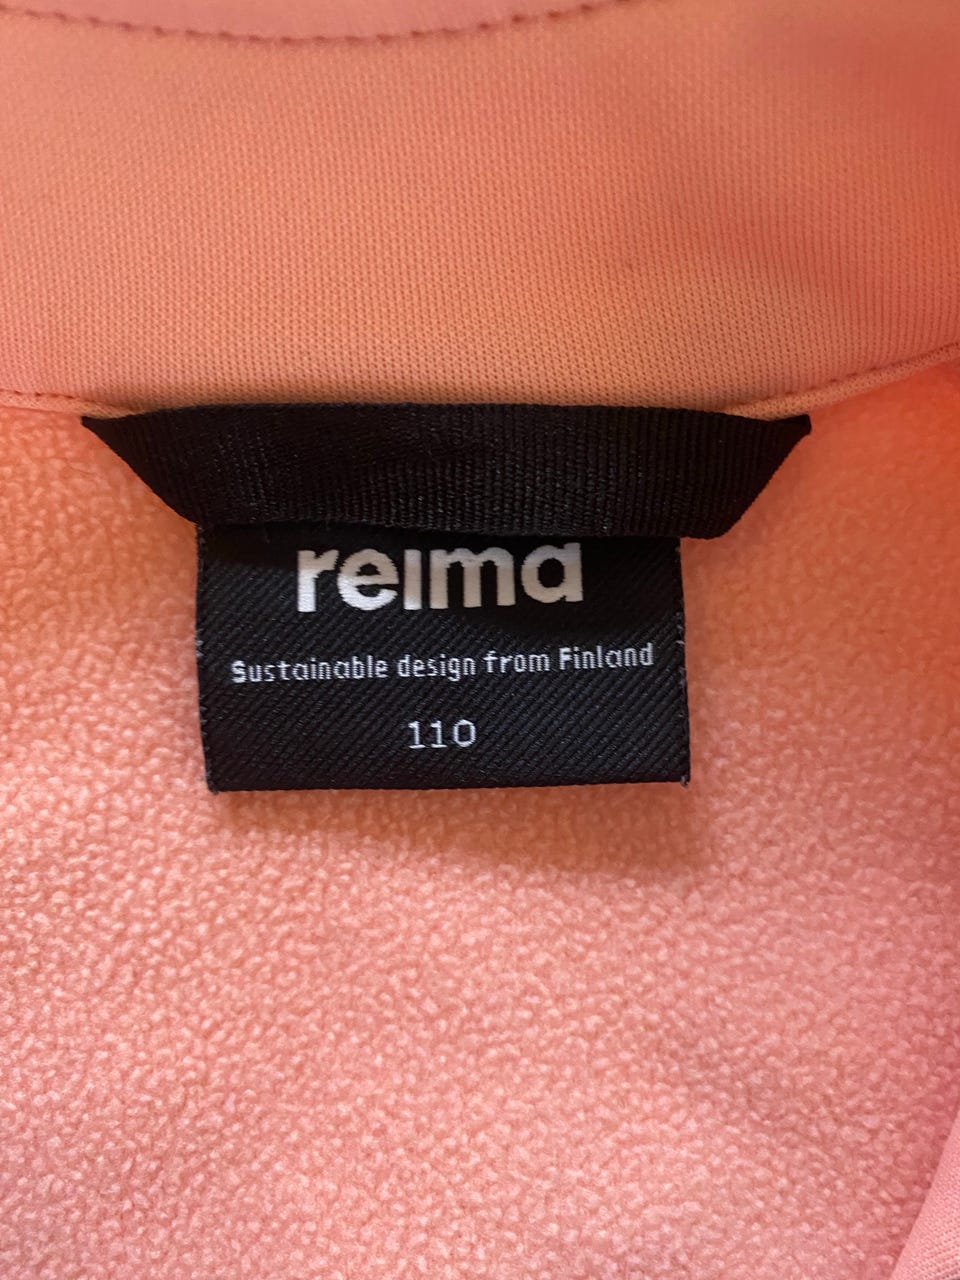 reima
Sustainable design from Finland
110